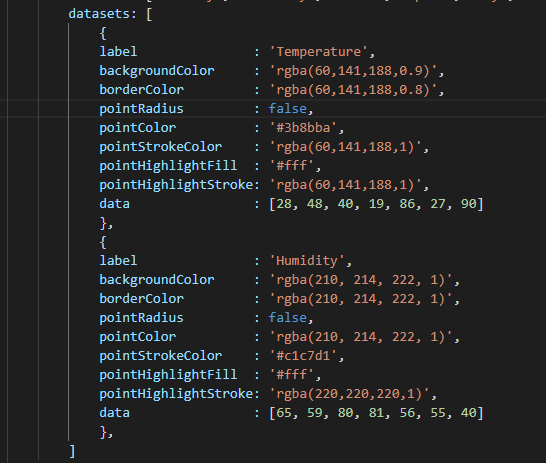 datasets: [
{
label : 'Temperature',
backgroundColor : 'rgba(60,141,188,0.9)',
borderColor : 'rgba(60,141,188,0.8)',
pointRadius : false,
pointColor : '#3b8bba',
pointStrokeColor : 'rgba(60,141,188,1)',
pointHighlightFill : '#fff',
pointHighlightStroke: 'rgba(60,141,188,1)',
data : [28, 48, 40, 19, 86, 27, 90]
},
{
label : 'Humidity',
backgroundColor : 'rgba(210, 214, 222, 1)',
borderColor : 'rgba(210, 214, 222, 1)',
pointRadius : false,
pointColor : 'rgba(210, 214, 222, 1)',
pointStrokeColor : '#c1c7d1',
pointHighlightFill : '#fff',
pointHighlightStroke: 'rgba(220,220,220,1)',
data : [65, 59, 80, 81, 56, 55, 40]
},
]